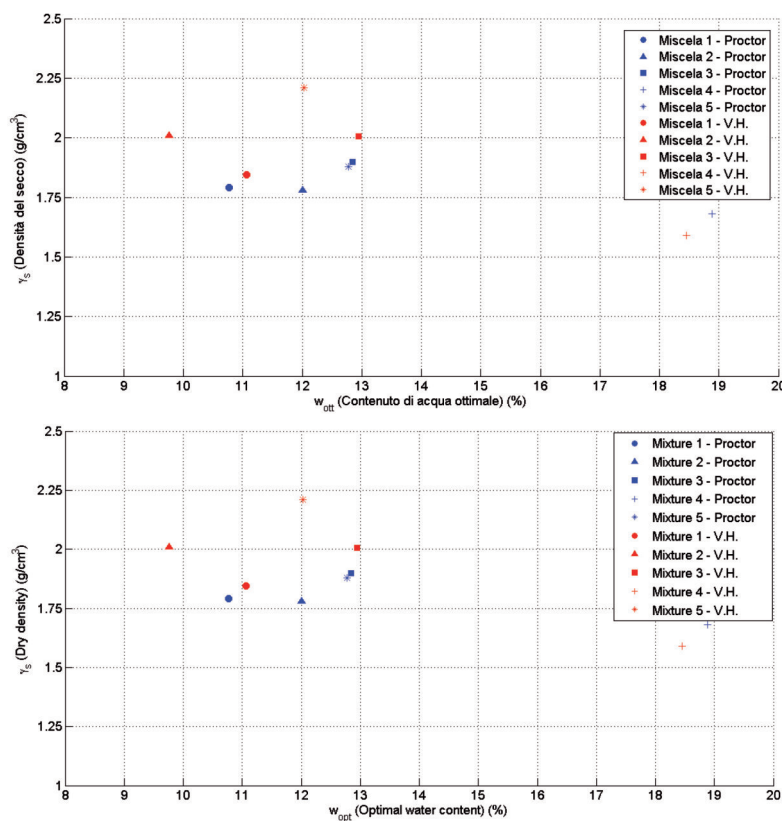 2.5
2.25
2
1.75
1.5
1.25
1
γS (Densità del secco) (g/cm3)
Miscela 1 - Proctor
Miscela 2 - Proctor
Miscela 3 - Proctor
Miscela 4 - Proctor
Miscela 5 - Proctor
Miscela 1 - V.H.
Miscela 2 - V.H.
Miscela 3 - V.H.
Miscela 4 - V.H.
Miscela 5 - V.H.
8 9 10 11 12 13 14 15 16 17 18 19 20
wott (Contenuto di acqua ottimale) (%)
2.5
2.25
2
1.75
1.5
1.25
1
γS (Dry density) (g/cm3)
Mixture 1 - Proctor
Mixture 2 - Proctor
Mixture 3 - Proctor
Mixture 4 - Proctor
Mixture 5 - Proctor
Mixture 1 - V.H.
Mixture 2 - V.H.
Mixture 3 - V.H.
Mixture 4 - V.H.
Mixture 5 - V.H.
8 9 10 11 12 13 14 15 16 17 18 19 20
wopt (Optimal water content) (%)